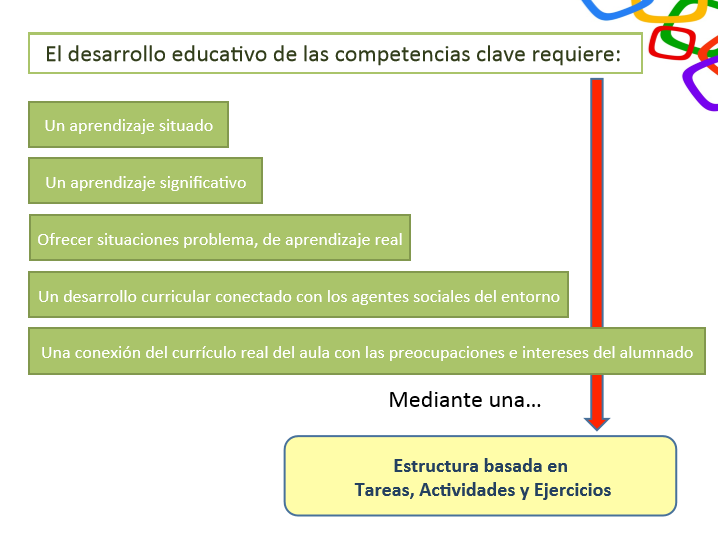 El desarrollo educativo de las competencias clave requiere:
Un aprendizaje situado
Un aprendizaje significativo
Ofrecer situaciones problema, de aprendizaje real
Un desarrollo curricular conectado con los agentes sociales del entorno
Una conexión del currículo real del aula con las preocupaciones e intereses del alumnado
Mediante una...
Estructura basada en
Tareas, Actividades y Ejercicios